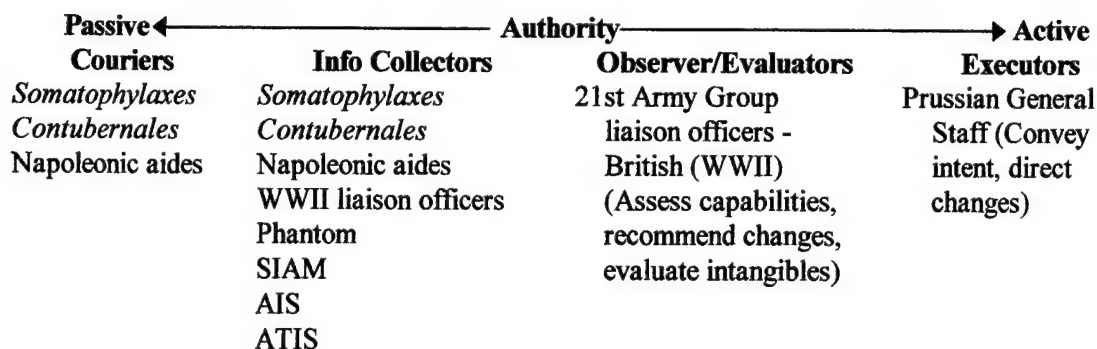 Passive Authority Active
Couriers Info Collectors Observer/Evaluators Executors
Somatophylaxes Somatophylaxes 21st Army Group Prussian General
Contubernales Contubernales liaison officers - Staff (Convey
Napoleonic aides Napoleonic aides British (WWII) intent, direct
WWII liaison officers (Assess capabilities, changes)
Phantom recommend changes,
SIAM evaluate intangibles)
AIS
ATIS